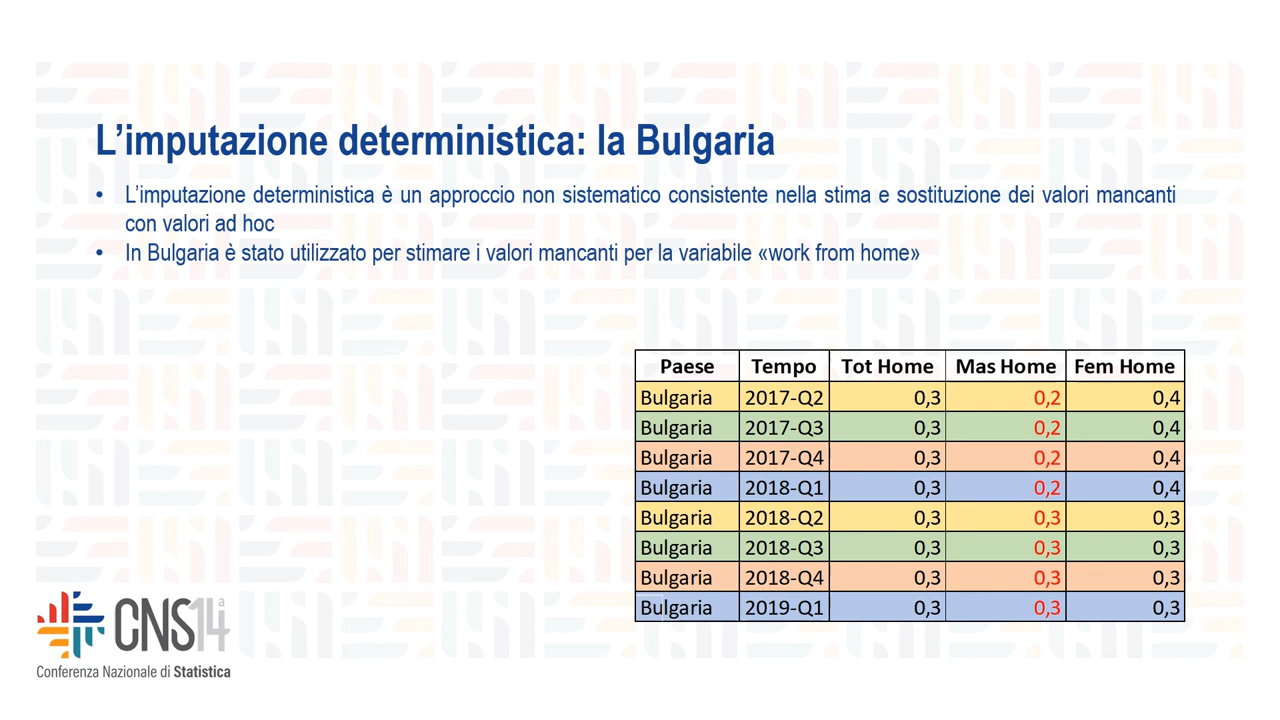 L’imputazione deterministica: la Bulgaria
• L’imputazione deterministica è un approccio non sistematico consistente nella stima e sostituzione dei valori mancanti
con valori ad hoc
• In Bulgaria è stato utilizzato per stimare i valori mancanti per la variabile «work from home»
Paese Tempo Tot Home Mas Home Fem Home
Bulgaria 2017-Q2 0,3 0,2 0,4
Bulgaria 2017-Q3 0,3 0,2 0,4
Bulgaria 2017-Q4 0,3 0,2 0,4
Bulgaria 2018-Q1 0,3 0,2 0,4
Bulgaria 2018-Q2 0,3 0,3 0,3
Bulgaria 2018-Q3 0,3 0,3 0,3
Bulgaria 2018-Q4 0,3 0,3 0,3
Bulgaria 2019-Q1 0,3 0,3 0,3
CNS14ª
Conferenza Nazionale di Statistica